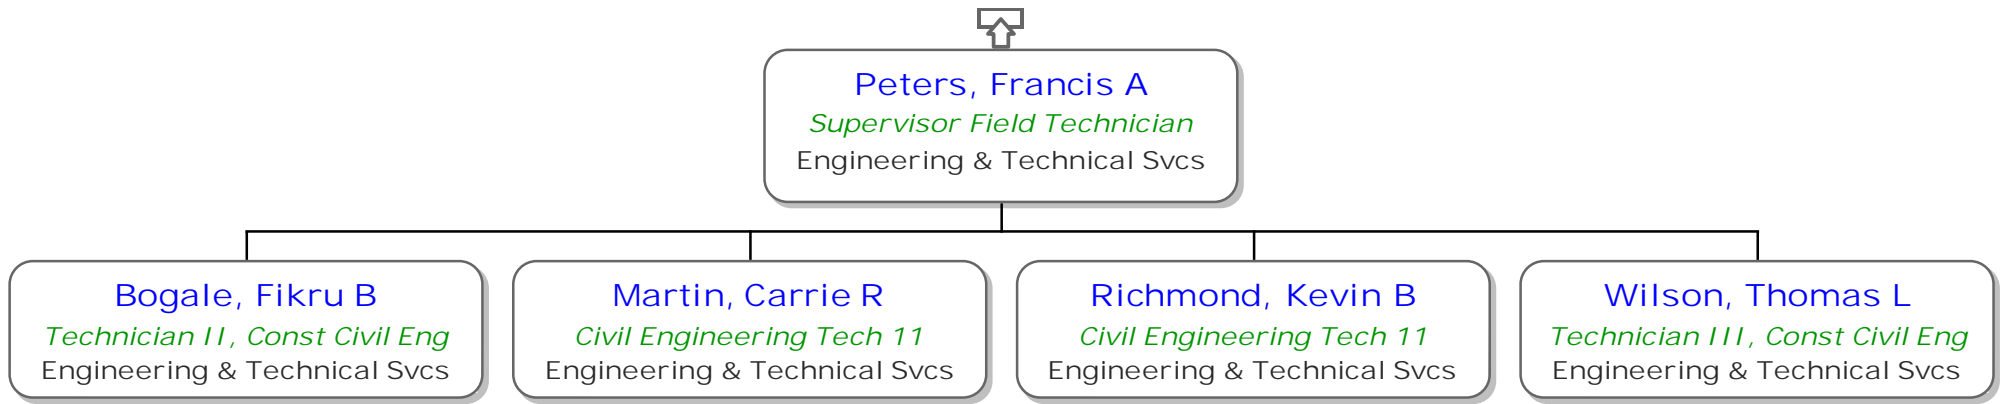 Peters, Francis A
Supervisor Field Technician
Engineering & Technical Svcs
Bogale, Fikru B
Technician II, Const Civil Eng
Engineering & Technical Svcs
Martin, Carrie R
Civil Engineering Tech 11
Engineering & Technical Svcs
Richmond, Kevin B
Civil Engineering Tech 11
Engineering & Technical Svcs
Wilson, Thomas L
Technician III, Const Civil Eng
Engineering & Technical Svcs